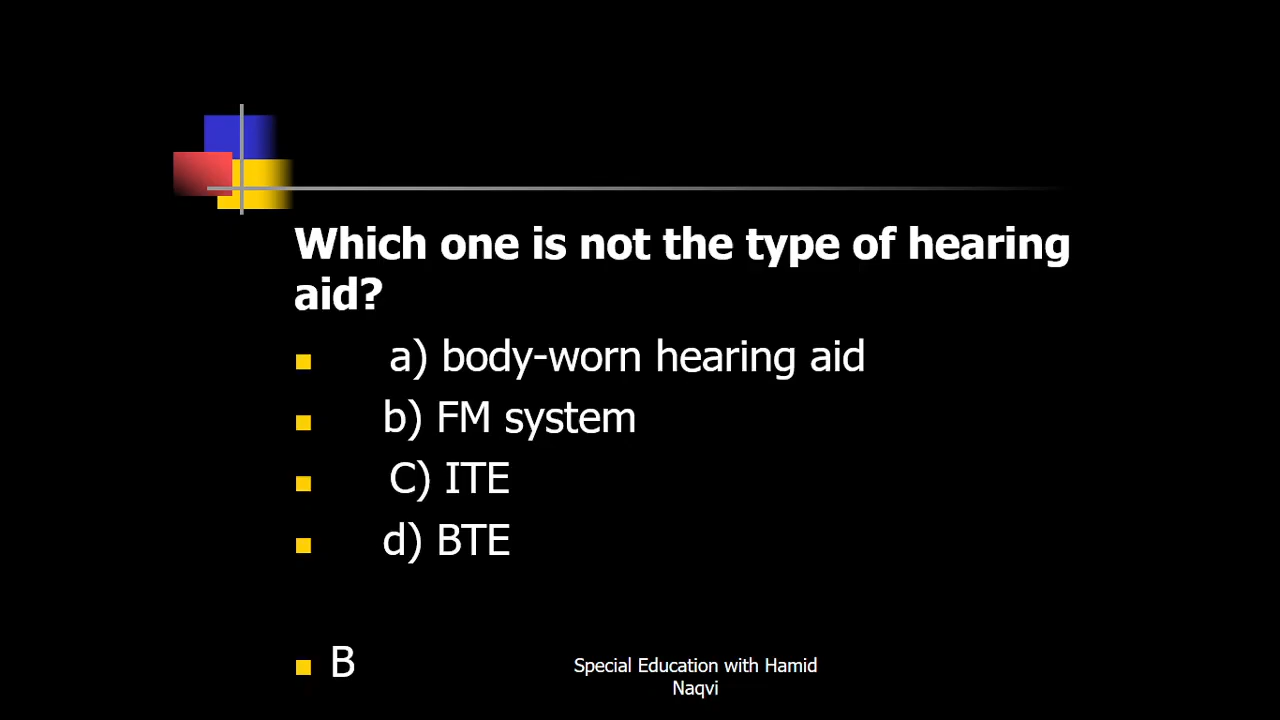 Which one is not the type of hearing
aid?
a) body-worn hearing aid
b) FM system
C) ITE
d) BTE
B
Special Education with Hamid
Naqvi